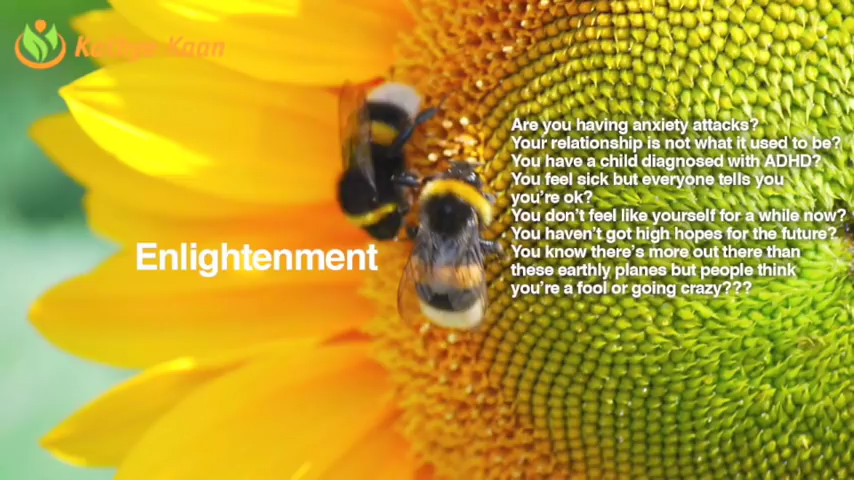 Kathye Kaan
Enlightenment
Are you having anxiety attacks?
Your relationship is not what it used to be?
You have a child diagnosed with ADHD?
You feel sick but everyone tells you
you're ok?
You don't feel like yourself for a while now?
You haven't got high hopes for the future?
You know there's more out there than
these earthly planes but people think
you're a fool or going crazy???